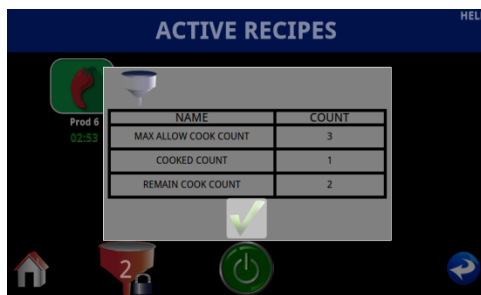 ACTIVE RECIPES
HEL
Prod 6
02:53
NAME COUNT
MAX ALLOW COOK COUNT 3
COOKED COUNT 1
REMAIN COOK COUNT 2
2